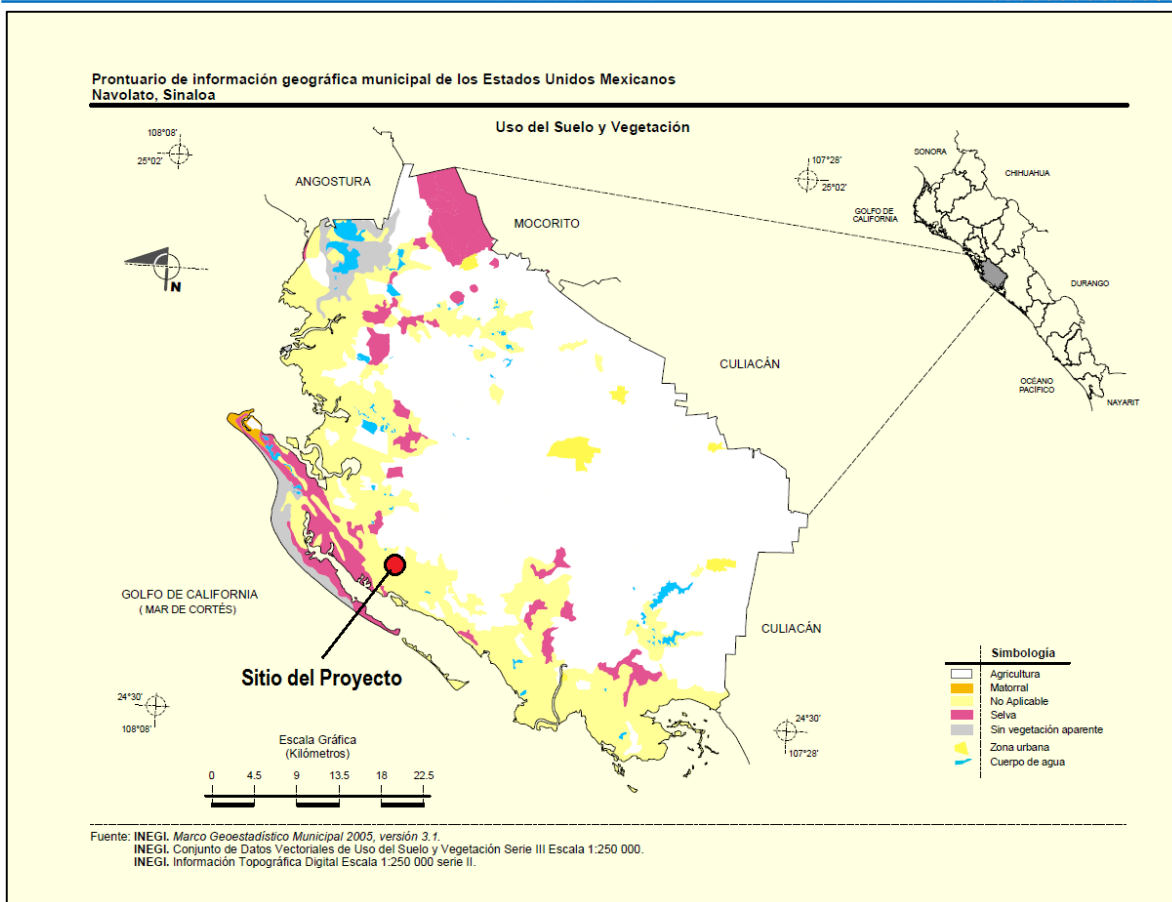 Prontuario de información geográfica municipal de los Estados Unidos Mexicanos
Navolato, Sinaloa
Uso del Suelo y Vegetación
108°08'
25°02'
107°28'
25°02'
ANGOSTURA
MOCORITO
CULIACÁN
CULIACÁN
N
SONORA
CHIHUAHUA
GOLFO DE
CALIFORNIA
DURANGO
OCÉANO
PACÍFICO
NAYARIT
GOLFO DE CALIFORNIA
( MAR DE CORTÉS)
Sitio del Proyecto
24°30'
108°08'
24°30'
107°28'
Escala Gráfica
(Kilómetros)
0 4.5 9 13.5 18 22.5
Simbología
Agricultura
Matorral
No Aplicable
Selva
Sin vegetación aparente
Zona urbana
Cuerpo de agua
Fuente: INEGI. Marco Geoestadístico Municipal 2005, versión 3.1.
INEGI. Conjunto de Datos Vectoriales de Uso del Suelo y Vegetación Serie III Escala 1:250 000.
INEGI. Información Topográfica Digital Escala 1:250 000 serie II.